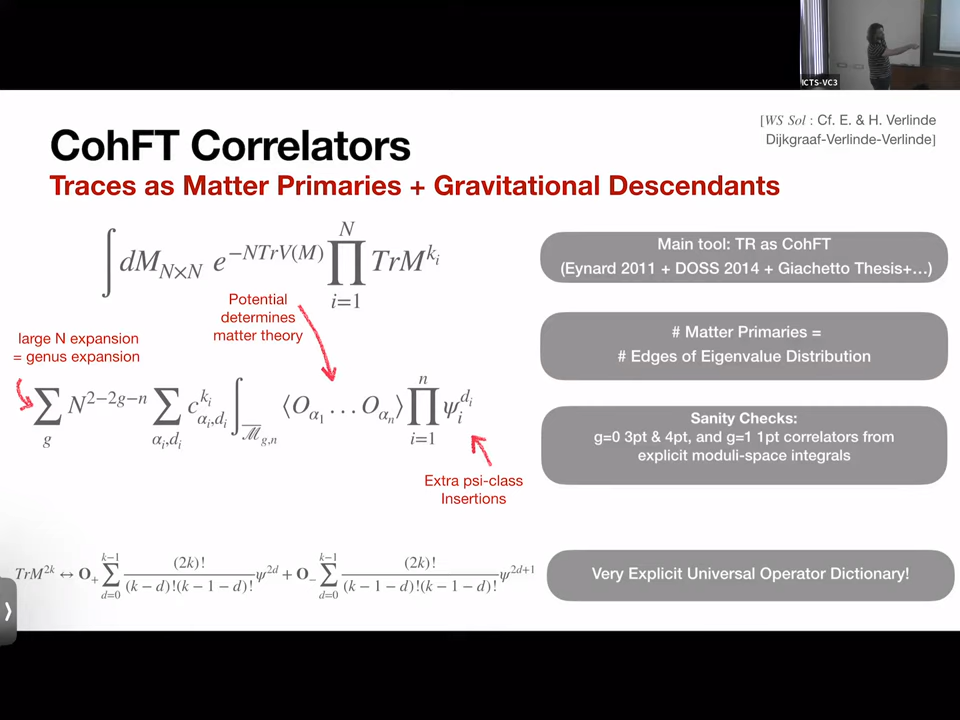 ICTS-VC3
[WS Sol : Cf. E. & H. Verlinde
Dijkgraaf-Verlinde-Verlinde]
CohFT Correlators
Traces as Matter Primaries + Gravitational Descendants
∫ dM_{N×N} e^{−NTrV(M)} ∏_{i=1}^{N} TrM^{k_i}
Potential
determines
matter theory
large N expansion
= genus expansion
∑_g N^{2−2g−n} ∑_{α_i,d_i} c^{k_i}_{α_i,d_i} ∫_{\overline{ℳ}_{g,n}} ⟨O_{α_1} … O_{α_n}⟩ ∏_{i=1}^{n} ψ_i^{d_i}
Extra psi-class
Insertions
TrM^{2k} ↔ O_+ ∑_{d=0}^{k−1} (2k)!/((k−d)!(k−1−d)!) ψ^{2d} + O_− ∑_{d=0}^{k−1} (2k)!/((k−1−d)!(k−1−d)!) ψ^{2d+1}
Main tool: TR as CohFT
(Eynard 2011 + DOSS 2014 + Giachetto Thesis+…)
# Matter Primaries =
# Edges of Eigenvalue Distribution
Sanity Checks:
g=0 3pt & 4pt, and g=1 1pt correlators from
explicit moduli-space integrals
Very Explicit Universal Operator Dictionary!